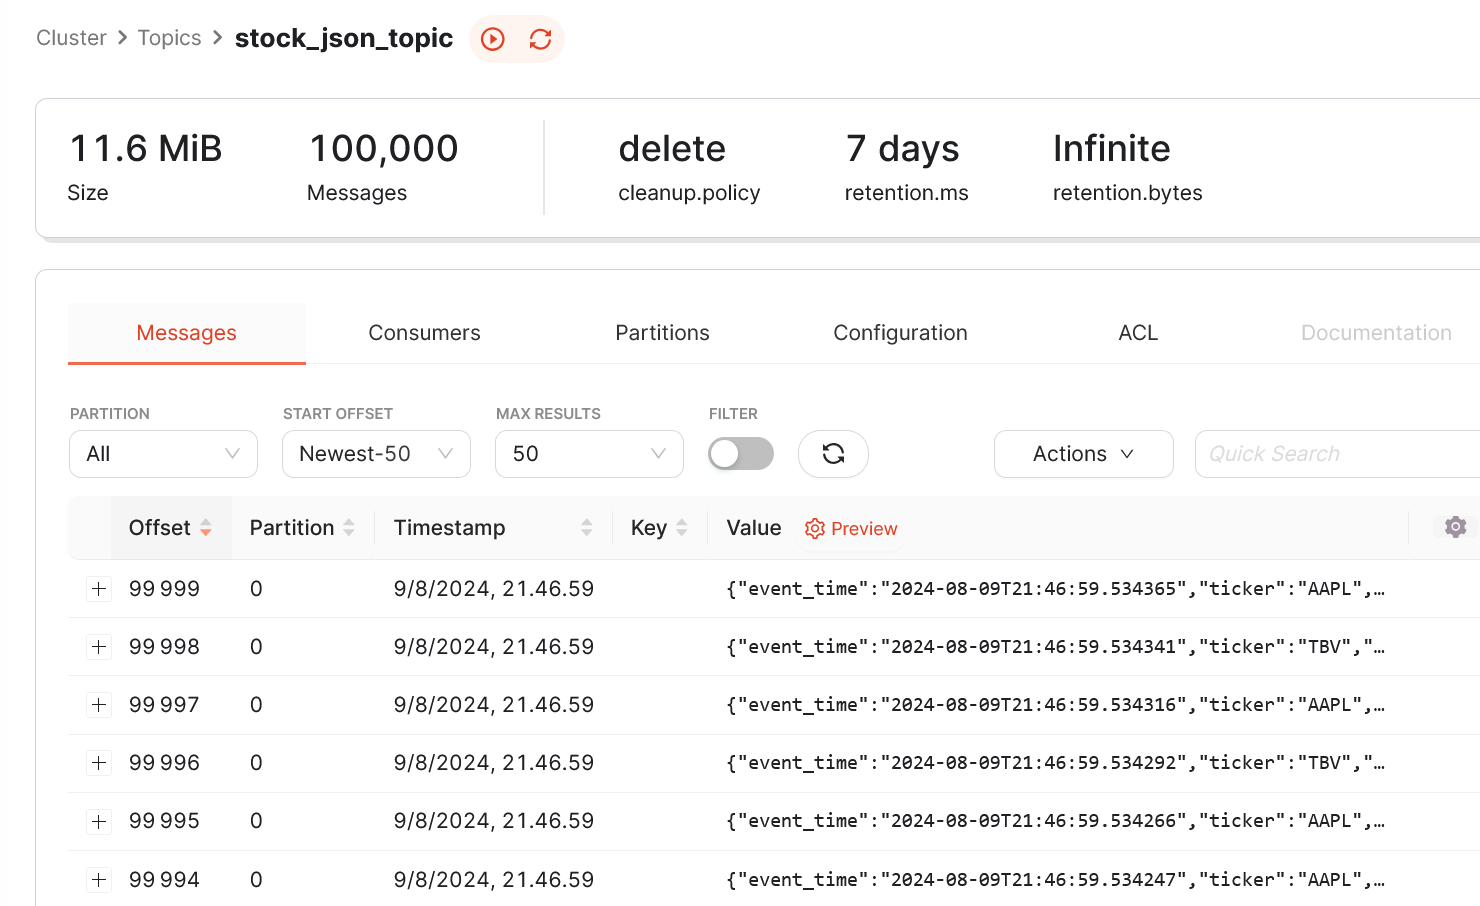 Cluster > Topics > stock_json_topic
11.6 MiB 100,000 delete 7 days Infinite
Size Messages cleanup.policy retention.ms retention.bytes
Messages Consumers Partitions Configuration ACL Documentation
PARTITION START OFFSET MAX RESULTS FILTER
All Newest-50 50 Actions Quick Search
Offset Partition Timestamp Key Value Preview
99 999 0 9/8/2024, 21.46.59 {"event_time":"2024-08-09T21:46:59.534365","ticker":"AAPL",…
99 998 0 9/8/2024, 21.46.59 {"event_time":"2024-08-09T21:46:59.534341","ticker":"TBV","…
99 997 0 9/8/2024, 21.46.59 {"event_time":"2024-08-09T21:46:59.534316","ticker":"AAPL",…
99 996 0 9/8/2024, 21.46.59 {"event_time":"2024-08-09T21:46:59.534292","ticker":"TBV","…
99 995 0 9/8/2024, 21.46.59 {"event_time":"2024-08-09T21:46:59.534266","ticker":"AAPL",…
99 994 0 9/8/2024, 21.46.59 {"event_time":"2024-08-09T21:46:59.534247","ticker":"AAPL",…